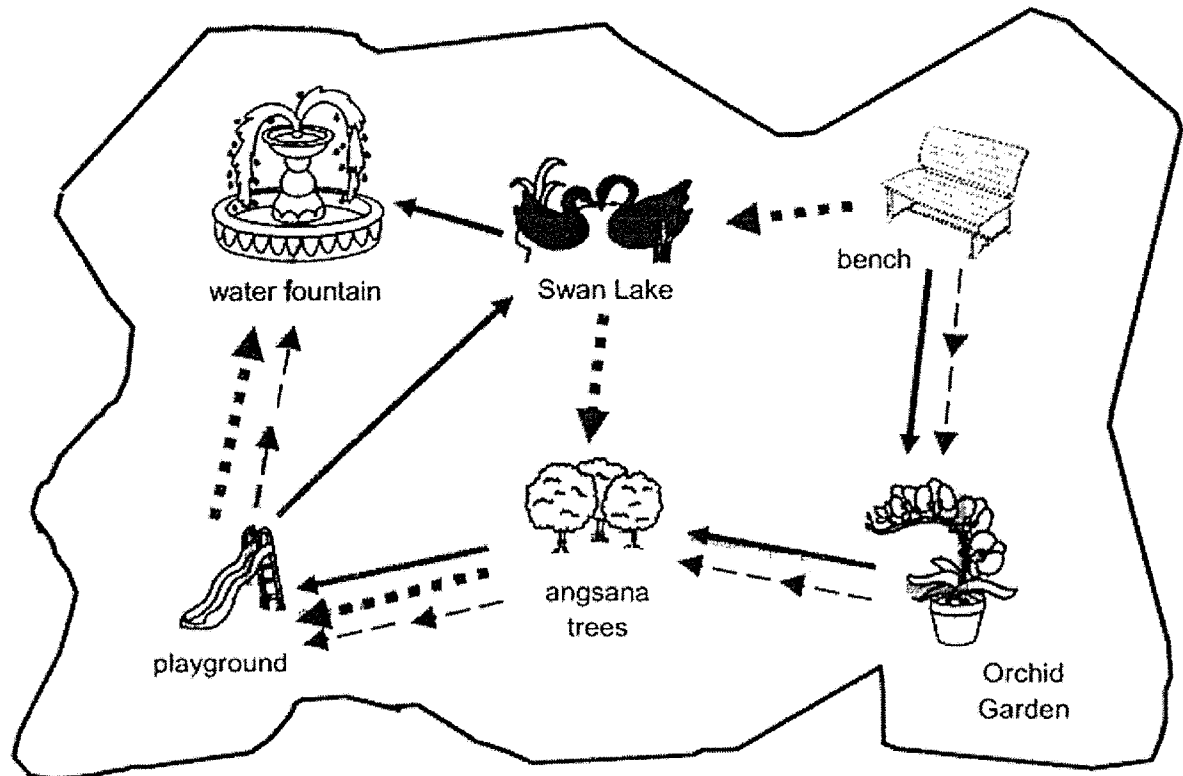 bench
water fountain
Swan Lake
angsana
trees
playground
Orchid
Garden